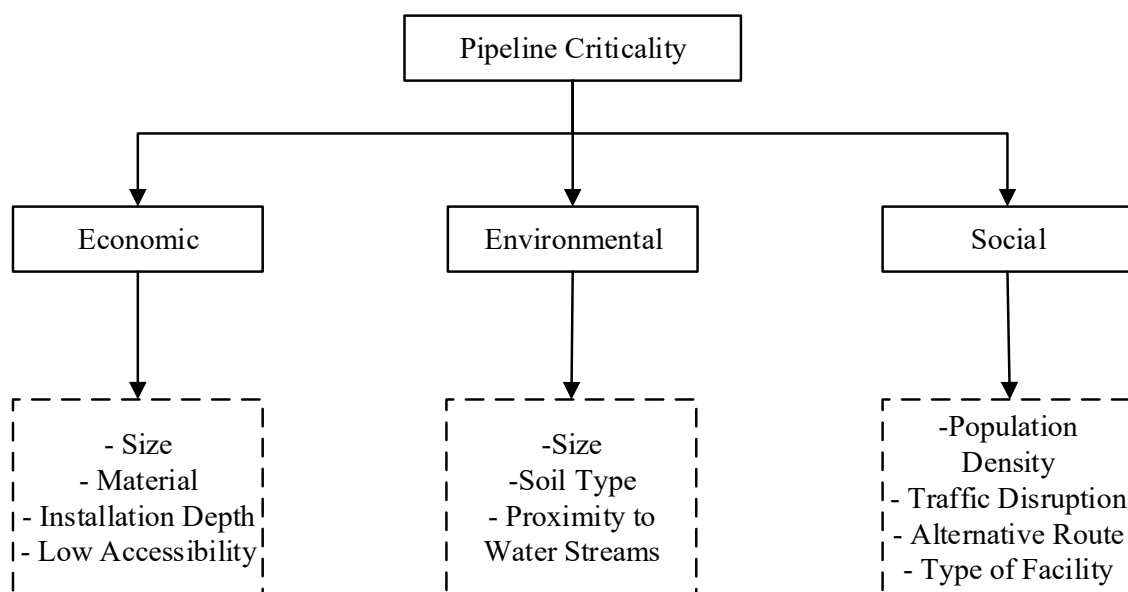 Pipeline Criticality
Economic
Environmental
Social
- Size
- Material
- Installation Depth
- Low Accessibility
-Size
-Soil Type
- Proximity to
Water Streams
-Population
Density
- Traffic Disruption
- Alternative Route
- Type of Facility